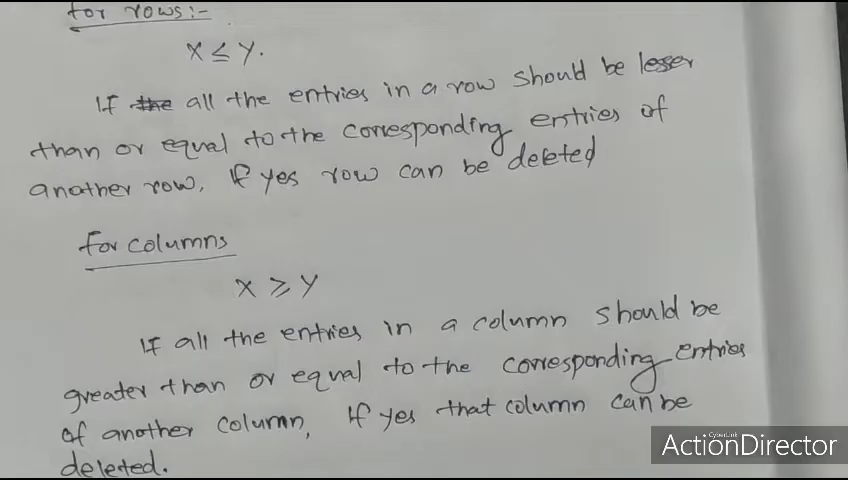 for rows:-
X ≤ Y.
If the all the entries in a row should be lesser
than or equal to the corresponding entries of
another row, If yes row can be deleted
for columns
X ≥ Y
If all the entries in a column should be
greater than or equal to the corresponding entries
of another column, If yes that column can be
deleted.
CyberLink
ActionDirector